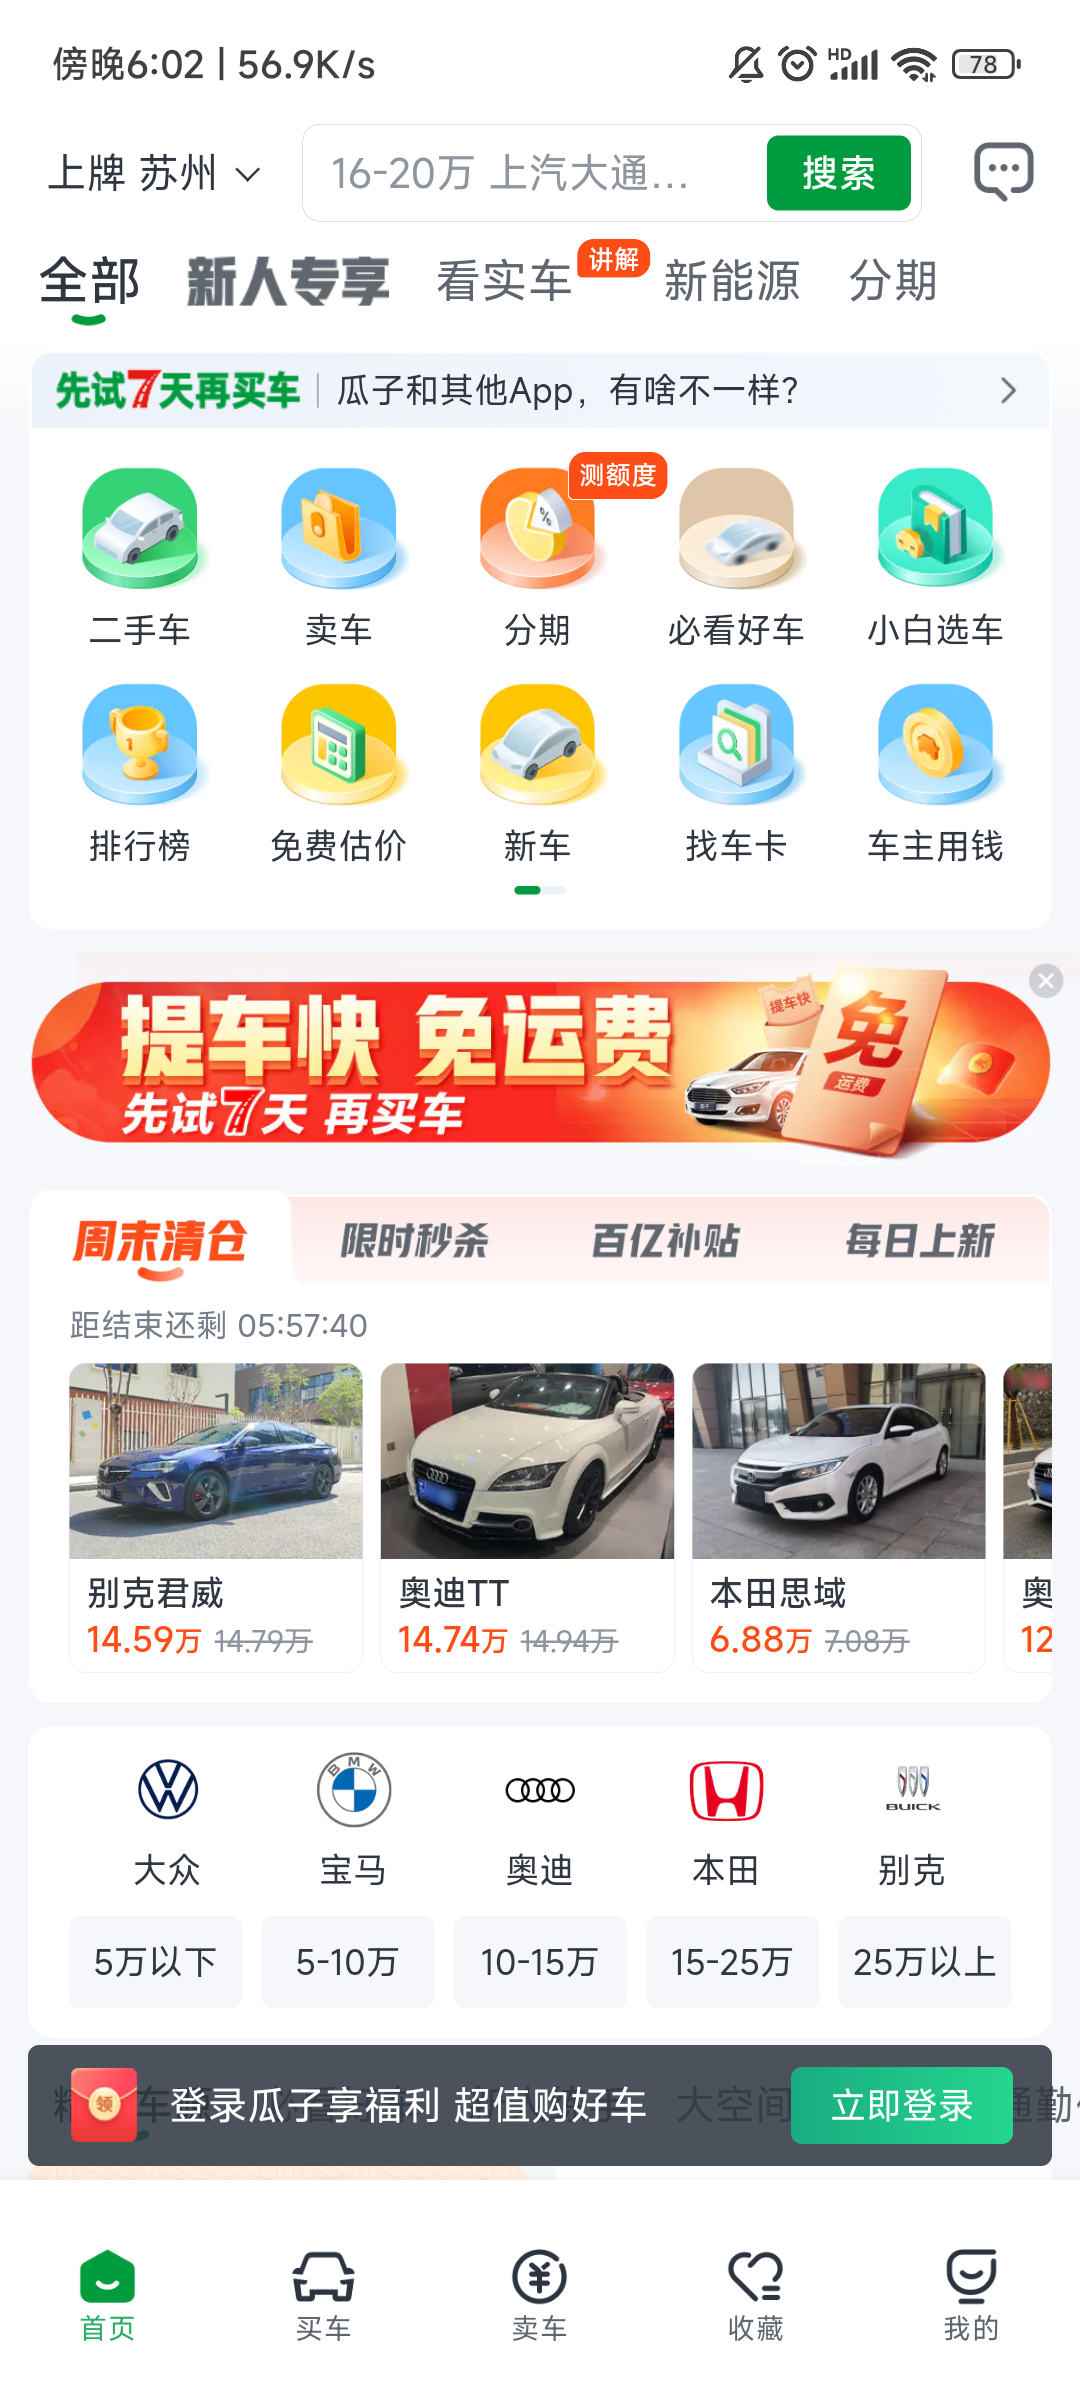 傍晚6:02 | 56.9K/s
HD
78
上牌 苏州
16-20万 上汽大通...
搜索
全部
新人专享
看实车
讲解
新能源
分期
先试7天再买车
瓜子和其他App，有啥不一样？
二手车
卖车
分期
测额度
必看好车
小白选车
排行榜
免费估价
新车
找车卡
车主用钱
提车快 免运费
先试7天 再买车
提车快
免
运费
周末清仓
限时秒杀
百亿补贴
每日上新
距结束还剩 05:57:40
别克君威
14.59万 14.79万
奥迪TT
14.74万 14.94万
本田思域
6.88万 7.08万
奥
12
BMW
BUICK
大众
宝马
奥迪
本田
别克
5万以下
5-10万
10-15万
15-25万
25万以上
领
登录瓜子享福利 超值购好车
大空间
立即登录
通勤
首页
买车
卖车
收藏
我的